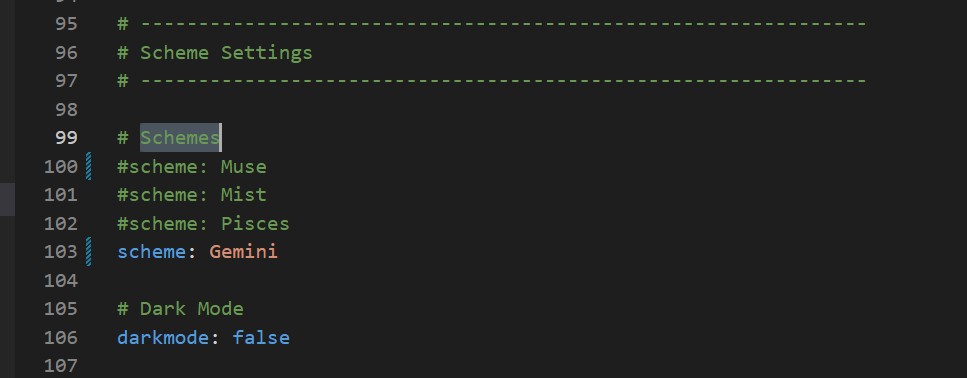 95 # ---------------------------------------------------------------
96 # Scheme Settings
97 # ---------------------------------------------------------------
98
99 # Schemes
100 #scheme: Muse
101 #scheme: Mist
102 #scheme: Pisces
103 scheme: Gemini
104
105 # Dark Mode
106 darkmode: false
107